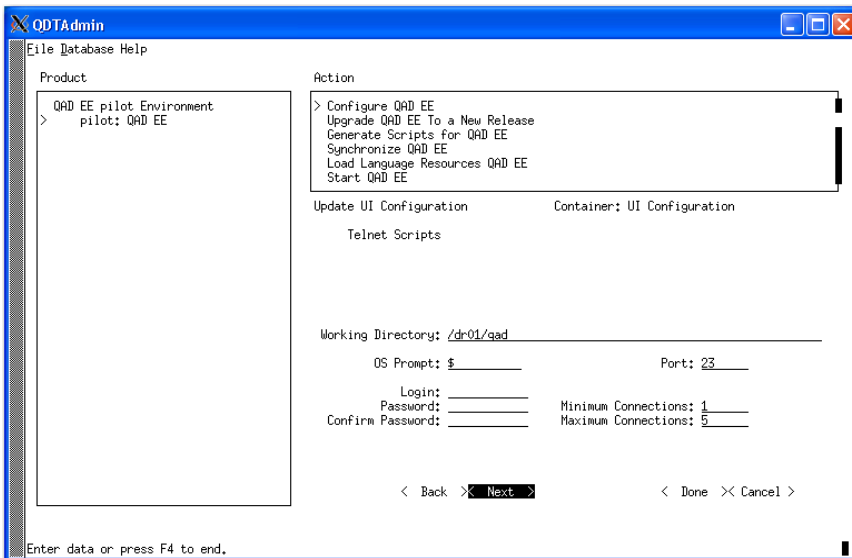 QDTAdmin
File Database Help
Product
QAD EE pilot Environment
> pilot: QAD EE
Action
> Configure QAD EE
Upgrade QAD EE To a New Release
Generate Scripts for QAD EE
Synchronize QAD EE
Load Language Resources QAD EE
Start QAD EE
Update UI Configuration Container: UI Configuration
Telnet Scripts
Working Directory: /dr01/qad
OS Prompt: $ Port: 23
Login:
Password: Minimum Connections: 1
Confirm Password: Maximum Connections: 5
< Back >< Next > < Done >< Cancel >
Enter data or press F4 to end.